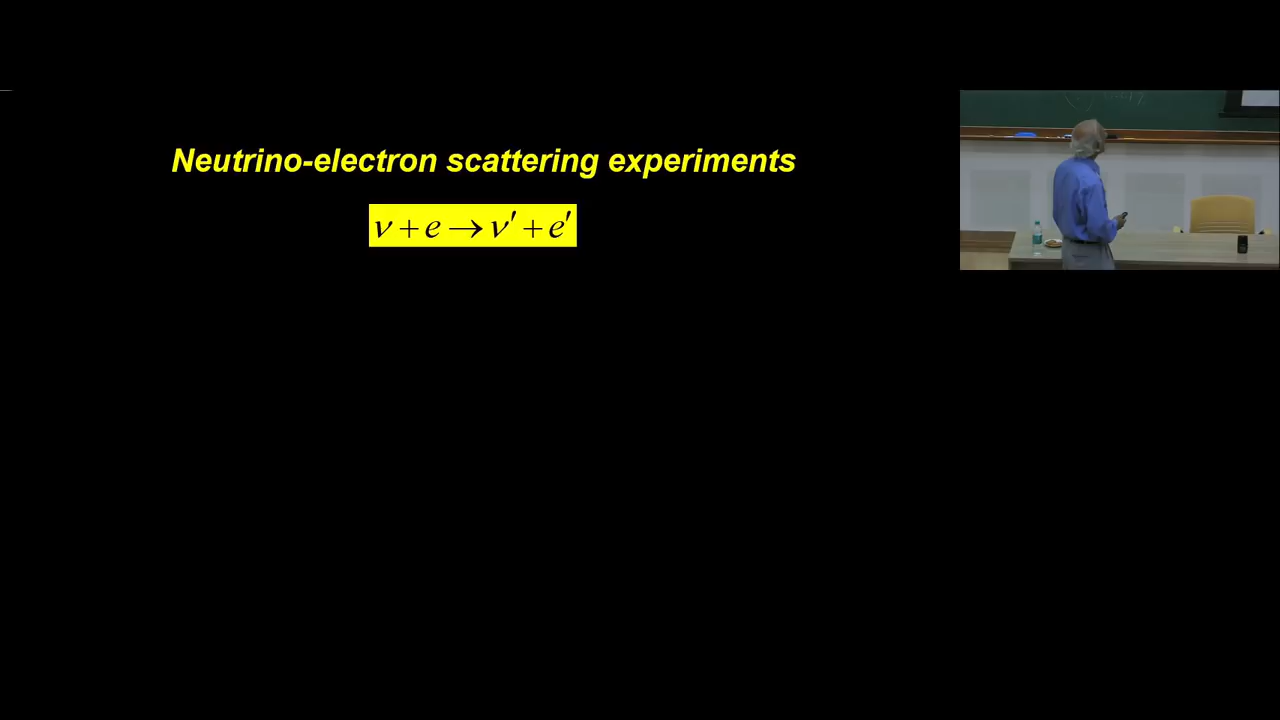 Neutrino-electron scattering experiments
ν + e → ν′ + e′